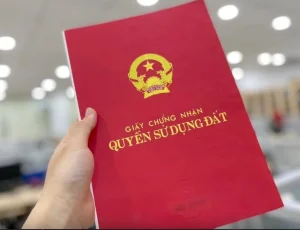 GIẤY CHỨNG NHẬN
QUYỀN SỬ DỤNG ĐẤT